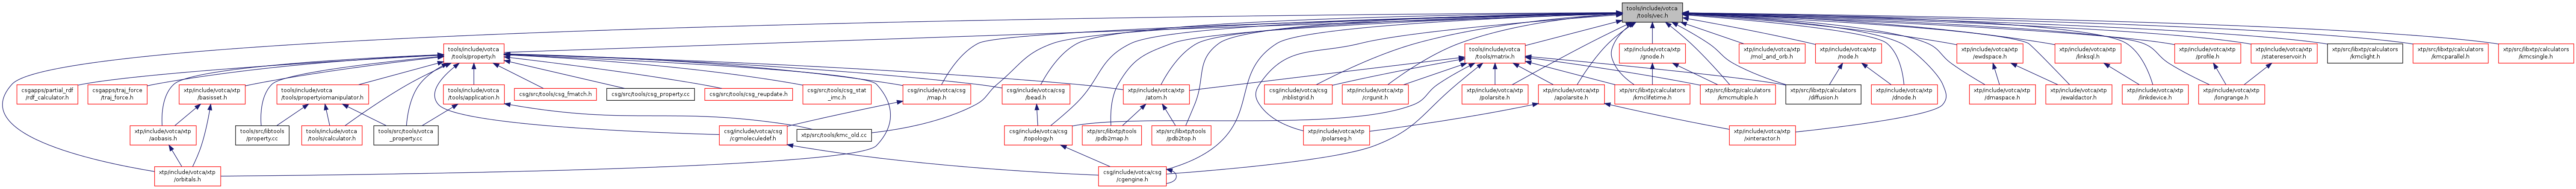 tools/include/votca
/tools/vec.h
tools/include/votca
/tools/property.h
tools/include/votca
/tools/matrix.h
xtp/include/votca/xtp
/gnode.h
xtp/include/votca/xtp
/mol_and_orb.h
xtp/include/votca/xtp
/node.h
xtp/include/votca/xtp
/ewdspace.h
xtp/include/votca/xtp
/linksql.h
xtp/include/votca/xtp
/profile.h
xtp/include/votca/xtp
/statereservoir.h
xtp/src/libxtp/calculators
/kmclight.h
xtp/src/libxtp/calculators
/kmcparallel.h
xtp/src/libxtp/calculators
/kmcsingle.h
csgapps/partial_rdf
/rdf_calculator.h
csgapps/traj_force
/traj_force.h
xtp/include/votca/xtp
/basisset.h
tools/include/votca
/tools/propertyiomanipulator.h
tools/include/votca
/tools/application.h
csg/src/tools/csg_fmatch.h
csg/src/tools/csg_property.cc
csg/src/tools/csg_reupdate.h
csg/src/tools/csg_stat
_imc.h
csg/include/votca/csg
/map.h
csg/include/votca/csg
/bead.h
xtp/include/votca/xtp
/atom.h
csg/include/votca/csg
/nblistgrid.h
xtp/include/votca/xtp
/crgunit.h
xtp/include/votca/xtp
/polarsite.h
xtp/include/votca/xtp
/apolarsite.h
xtp/src/libxtp/calculators
/kmclifetime.h
xtp/src/libxtp/calculators
/kmcmultiple.h
xtp/src/libxtp/calculators
/diffusion.h
xtp/include/votca/xtp
/dnode.h
xtp/include/votca/xtp
/dmaspace.h
xtp/include/votca/xtp
/ewaldactor.h
xtp/include/votca/xtp
/linkdevice.h
xtp/include/votca/xtp
/longrange.h
xtp/include/votca/xtp
/aobasis.h
tools/src/libtools
/property.cc
tools/include/votca
/tools/calculator.h
tools/src/tools/votca
_property.cc
csg/include/votca/csg
/cgmoleculedef.h
xtp/src/tools/kmc_old.cc
csg/include/votca/csg
/topology.h
xtp/src/libxtp/tools
/pdb2map.h
xtp/src/libxtp/tools
/pdb2top.h
xtp/include/votca/xtp
/polarseg.h
xtp/include/votca/xtp
/xinteractor.h
xtp/include/votca/xtp
/orbitals.h
csg/include/votca/csg
/cgengine.h